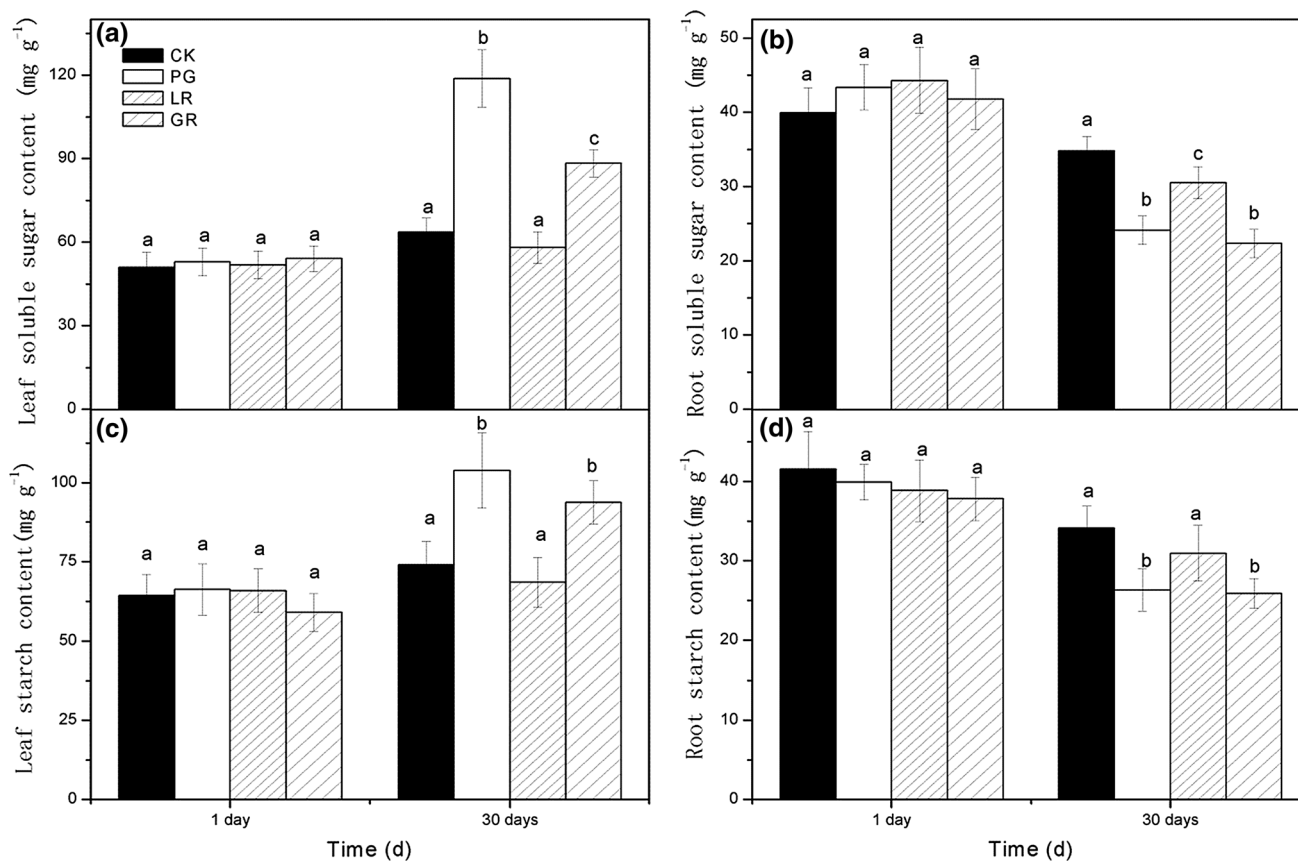 (a)
CK
PG
LR
GR
Leaf soluble sugar content (mg g⁻¹)
120
90
60
30
0
a a a a
a b a c
(b)
Root soluble sugar content (mg g⁻¹)
50
40
30
20
10
0
a a a a
a b c b
(c)
Leaf starch content(mg g⁻¹)
100
75
50
25
0
a a a a
a b a b
1 day
30 days
Time (d)
(d)
Root starch content(mg g⁻¹)
40
30
20
10
0
a a a a
a b a b
1 day
30 days
Time (d)